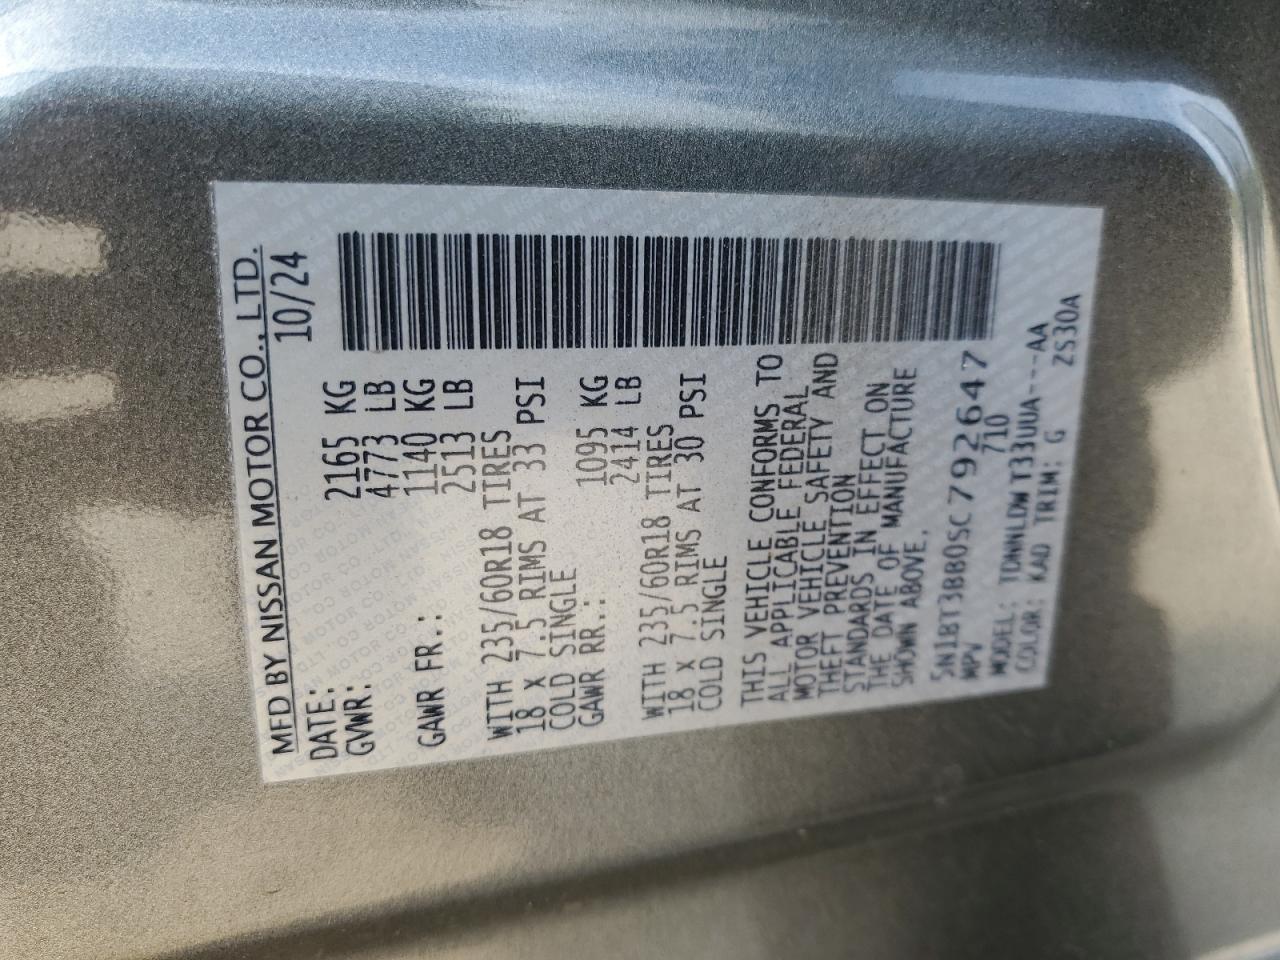 MFD BY NISSAN MOTOR CO., LTD.
DATE: 10/24
GVWR: 2165 KG
4773 LB
GAWR FR.: 1140 KG
2513 LB
WITH 235/60R18 TIRES
18 x 7.5 RIMS AT 33 PSI
COLD SINGLE
GAWR RR.: 1095 KG
2414 LB
WITH 235/60R18 TIRES
18 x 7.5 RIMS AT 30 PSI
COLD SINGLE
THIS VEHICLE CONFORMS TO
ALL APPLICABLE FEDERAL
MOTOR VEHICLE SAFETY AND
THEFT PREVENTION
STANDARDS IN EFFECT ON
THE DATE OF MANUFACTURE
SHOWN ABOVE.
5N1BT3BB0SC792647
MPV 710
MODEL: TDNNLDWT33UUA---AA
COLOR: KAD TRIM: G ZS30A